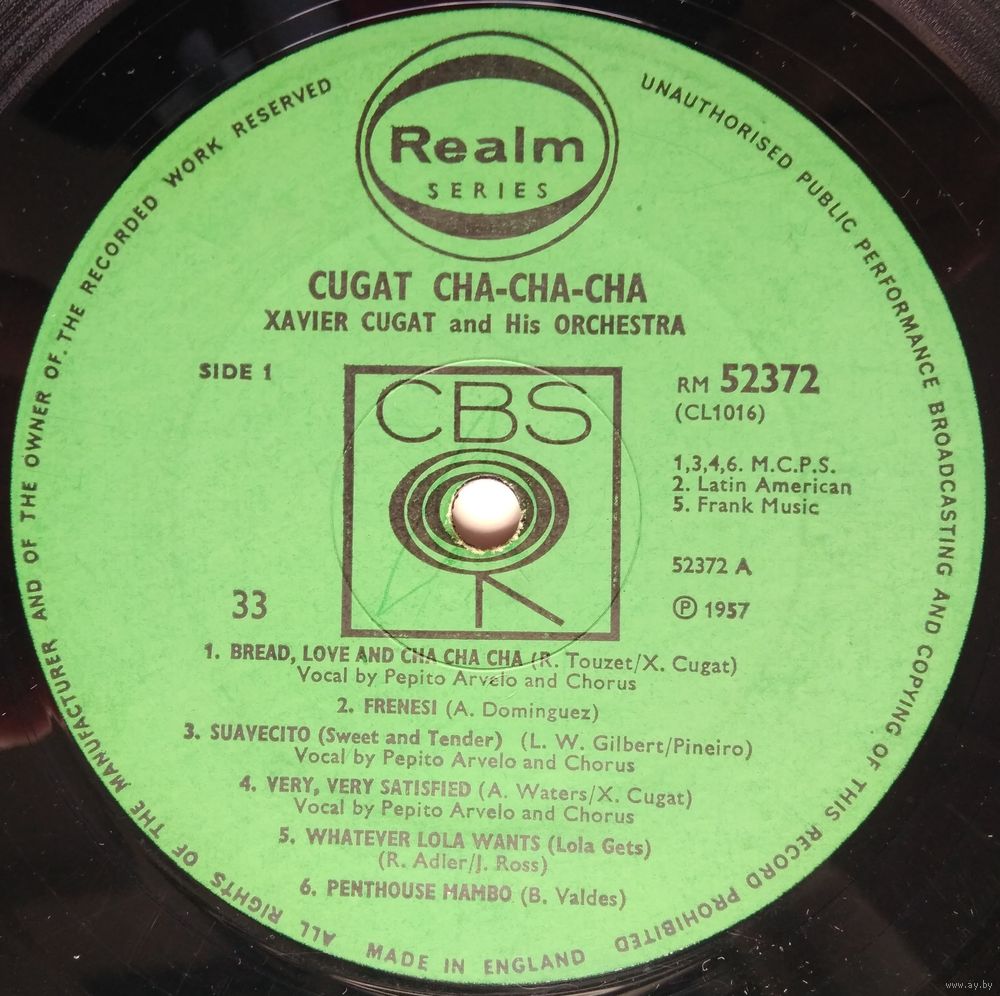 Realm
SERIES
ALL RIGHTS OF THE MANUFACTURER AND OF THE OWNER OF THE RECORDED WORK RESERVED
UNAUTHORISED PUBLIC PERFORMANCE BROADCASTING AND COPYING OF THIS RECORD PROHIBITED
CUGAT CHA-CHA-CHA
XAVIER CUGAT and His ORCHESTRA
SIDE 1
CBS
RM 52372
(CL1016)
1,3,4,6. M.C.P.S.
2. Latin American
5. Frank Music
52372 A
33
℗ 1957
1. BREAD, LOVE AND CHA CHA CHA (R. Touzet/X. Cugat)
Vocal by Pepito Arvelo and Chorus
2. FRENESI (A. Dominguez)
3. SUAVECITO (Sweet and Tender) (L. W. Gilbert/Pineiro)
Vocal by Pepito Arvelo and Chorus
4. VERY, VERY SATISFIED (A. Waters/X. Cugat)
Vocal by Pepito Arvelo and Chorus
5. WHATEVER LOLA WANTS (Lola Gets)
(R. Adler/J. Ross)
6. PENTHOUSE MAMBO (B. Valdes)
MADE IN ENGLAND
www.ay.by